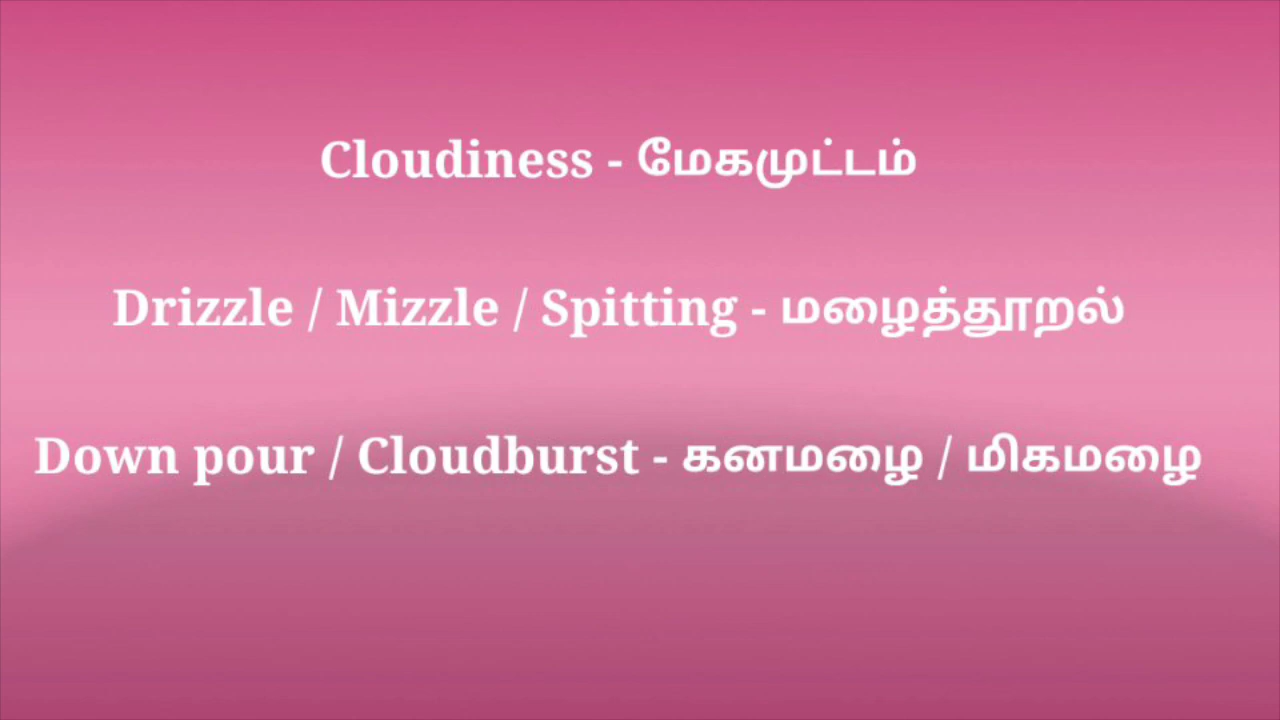 Cloudiness - மேகமுட்டம்
Drizzle / Mizzle / Spitting - மழைத்தூறல்
Down pour / Cloudburst - கனமழை / மிகமழை